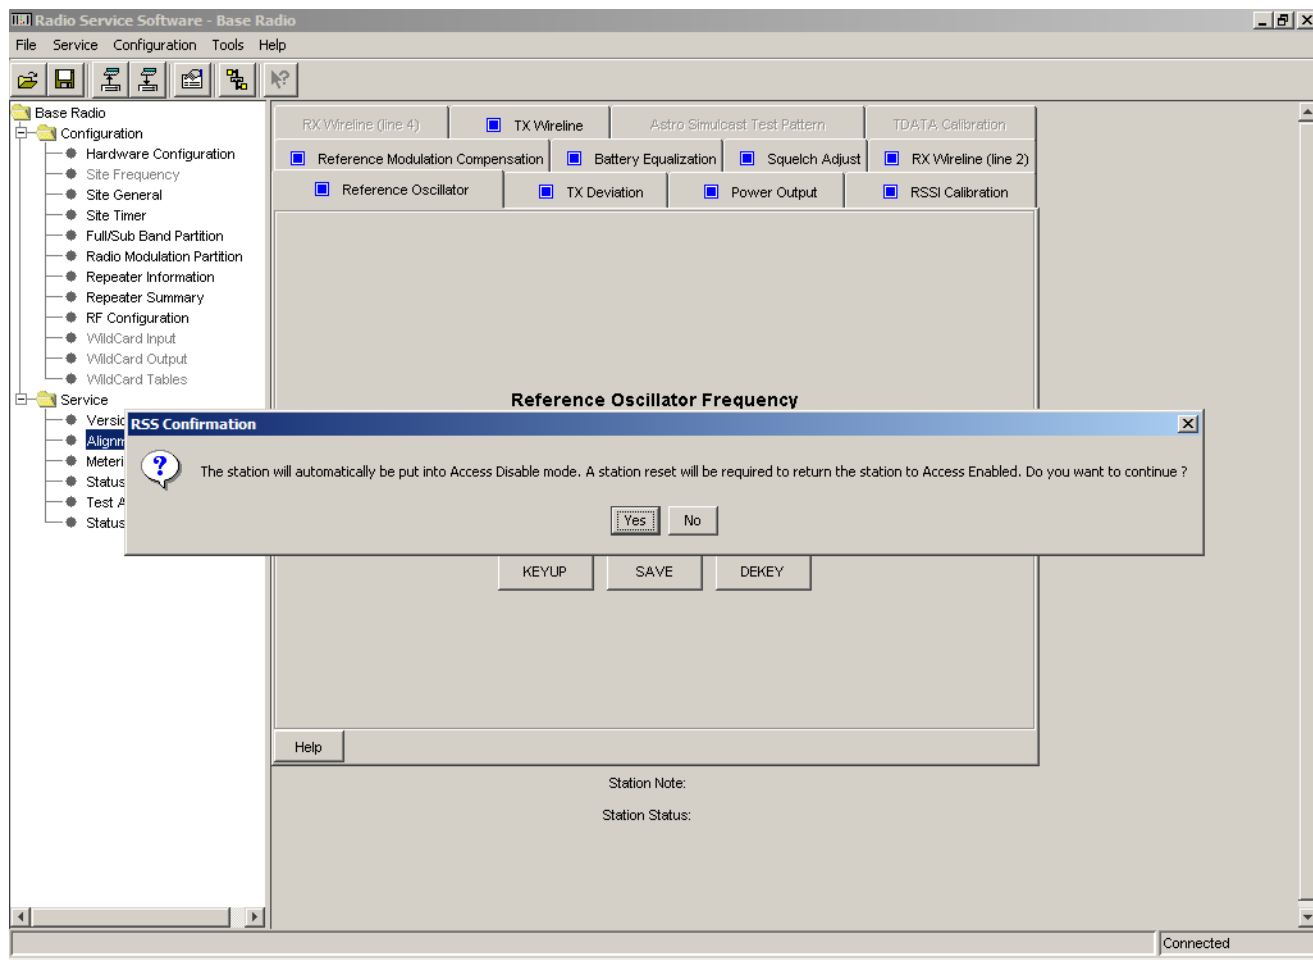 Radio Service Software - Base Radio
File Service Configuration Tools Help
Base Radio
Configuration
Hardware Configuration
Site Frequency
Site General
Site Timer
Full/Sub Band Partition
Radio Modulation Partition
Repeater Information
Repeater Summary
RF Configuration
WildCard Input
WildCard Output
WildCard Tables
Service
Alignm
Meteri
Status
Test A
Status
RX Wireline (line 4) TX Wireline Astro Simulcast Test Pattern TDATA Calibration
Reference Modulation Compensation Battery Equalization Squelch Adjust RX Wireline (line 2)
Reference Oscillator TX Deviation Power Output RSSI Calibration
Reference Oscillator Frequency
RSS Confirmation
The station will automatically be put into Access Disable mode. A station reset will be required to return the station to Access Enabled. Do you want to continue ?
Yes No
KEYUP SAVE DEKEY
Help
Station Note:
Station Status:
Connected